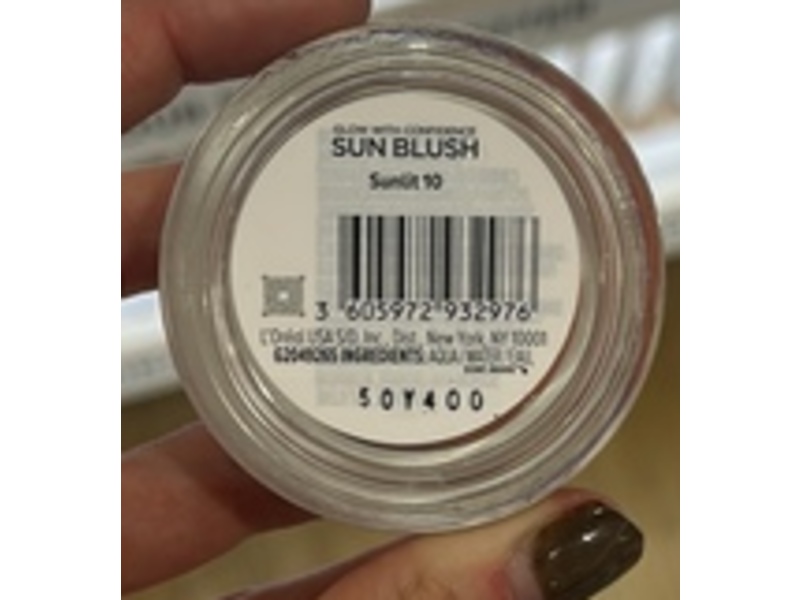 GLOW WITH CONFIDENCE
SUN BLUSH
Sunlit 10
3 605972 932976
L'Oréal USA S/D, Inc., Dist., New York, NY 10001
G2049265 INGREDIENTS: AQUA / WATER / EAU,
50Y400